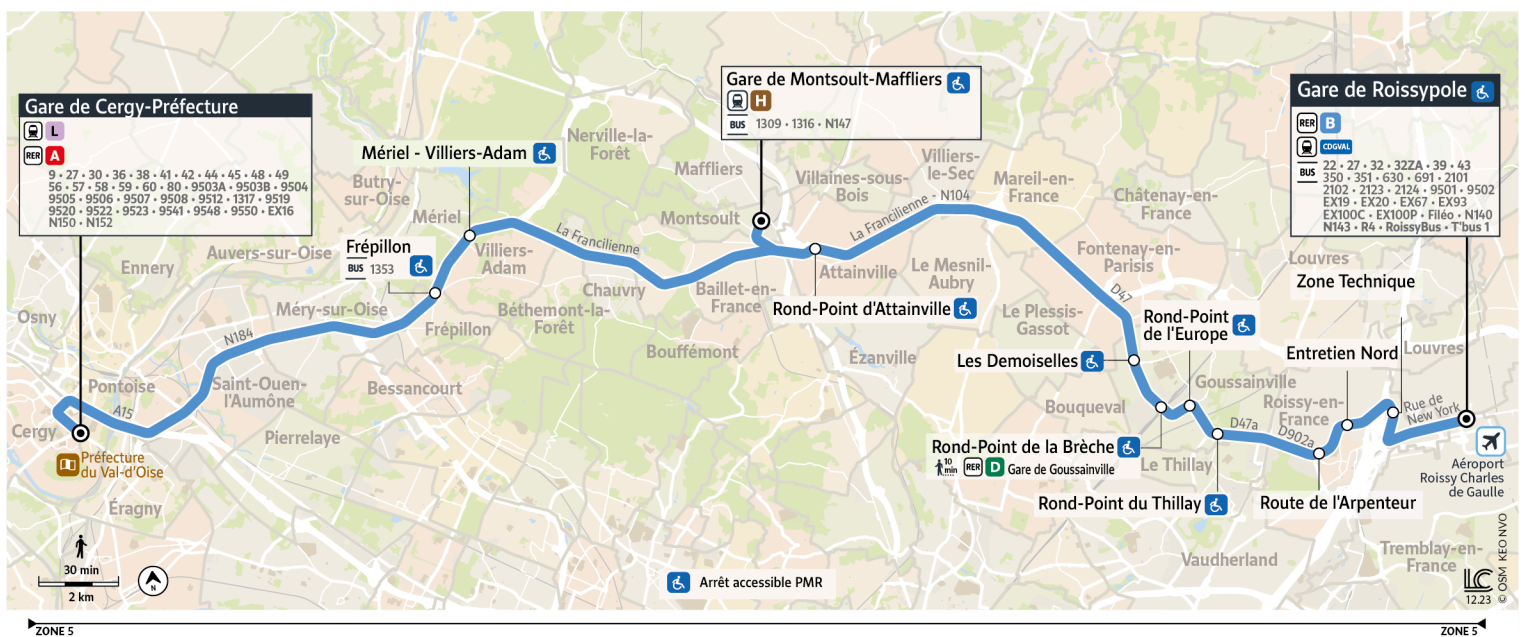 Gare de Cergy-Préfecture
L
RER A
9 • 27 • 30 • 36 • 38 • 41 • 42 • 44 • 45 • 48 • 49
56 • 57 • 58 • 59 • 60 • 80 • 9503A • 9503B • 9504
9505 • 9506 • 9507 • 9508 • 9512 • 1317 • 9519
9520 • 9522 • 9523 • 9541 • 9548 • 9550 • EX16
N150 • N152
Gare de Montsoult-Maffliers
H
BUS 1309 • 1316 • N147
Gare de Roissypole
RER B
CDGVAL
BUS
22 • 27 • 32 • 32ZA • 39 • 43
350 • 351 • 630 • 691 • 2101
2102 • 2123 • 2124 • 9501 • 9502
EX19 • EX20 • EX67 • EX93
EX100C • EX100P • Filéo • N140
N143 • R4 • RoissyBus • T'bus 1
Mériel - Villiers-Adam
Nerville-la-
Forêt
Maffliers
Villaines-sous-
Bois
Villiers-
le-Sec
Mareil-en-
France
Châtenay-en-
France
Butry-
sur-Oise
Mériel
Montsoult
La Francilienne
La Francilienne - N104
Frépillon
BUS 1353
Auvers-sur-Oise
Villiers-
Adam
Ennery
Chauvry
Baillet-en-
France
Attainville
Le Mesnil-
Aubry
Fontenay-en-
Parisis
Louvres
Zone Technique
D47
Osny
Méry-sur-Oise
Frépillon
Béthemont-la-
Forêt
Rond-Point d'Attainville
Le Plessis-
Gassot
Rond-Point
de l'Europe
N184
Bouffémont
Ézanville
Les Demoiselles
Entretien Nord
Louvres
Pontoise
Saint-Ouen-
l'Aumône
Bessancourt
Goussainville
Roissy-en-
France
Bouqueval
Rue de
New York
A15
Cergy
Pierrelaye
D47a
D902a
Préfecture
du Val-d'Oise
Rond-Point de la Brèche
10
min
RER D Gare de Goussainville
Le Thillay
Aéroport
Roissy Charles
de Gaulle
Éragny
Rond-Point du Thillay
Route de l'Arpenteur
Vaudherland
Tremblay-en-
France
30 min
2 km
N
Arrêt accessible PMR
LC
12.23
© OSM KEONVO
ZONE 5
ZONE 5